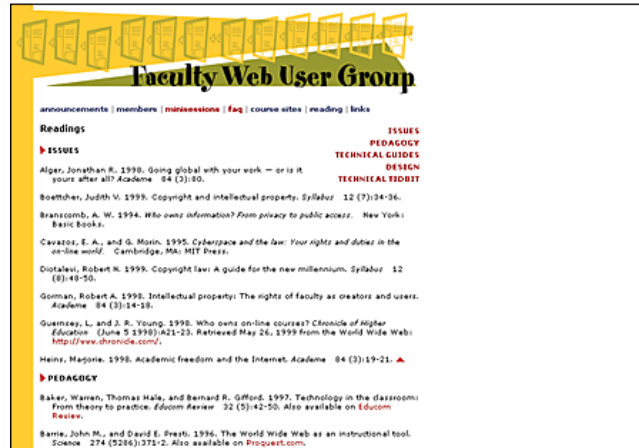 Faculty Web User Group
announcements | members | minisessions | faq | course sites | reading | links
Readings
ISSUES
PEDAGOGY
TECHNICAL GUIDES
DESIGN
TECHNICAL TIDBIT
ISSUES
Alger, Jonathan R. 1998. Going global with your work — or is it
yours after all? Academe 84 (3):80.
Boettcher, Judith V. 1999. Copyright and intellectual property. Syllabus 12 (7):34-36.
Branscomb, A. W. 1994. Who owns information? From privacy to public access. New York:
Basic Books.
Cavazos, E. A., and G. Morin. 1995. Cyberspace and the law: Your rights and duties in the
on-line world. Cambridge, MA: MIT Press.
Diotalevi, Robert N. 1999. Copyright law: A guide for the new millennium. Syllabus 12
(8):48-50.
Gorman, Robert A. 1998. Intellectual property: The rights of faculty as creators and users.
Academe 84 (3):14-18.
Guernsey, L, and J. R. Young. 1998. Who owns on-line courses? Chronicle of Higher
Education (June 5 1998):A21-23. Retrieved May 26, 1999 from the World Wide Web:
http://www.chronicle.com/.
Heins, Marjorie. 1998. Academic freedom and the Internet. Academe 84 (3):19-21.
PEDAGOGY
Baker, Warren, Thomas Hale, and Bernard R. Gifford. 1997. Technology in the classroom:
From theory to practice. Educom Review 32 (5):42-50. Also available on Educom
Review.
Barrie, John M., and David E. Presti. 1996. The World Wide Web as an instructional tool.
Science 274 (5286):371-2. Also available on Proquest.com.